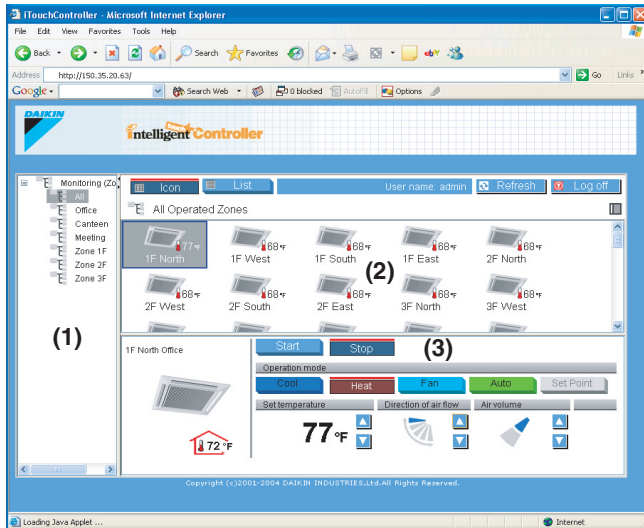 iTouchController - Microsoft Internet Explorer
File Edit View Favorites Tools Help
Back Search Favorites ebY
Address http://150.35.20.63/ Go Links »
Google Search Web 0 blocked AutoFill Options
DAIKIN
intelligent Controller
Monitoring (Zo
All
Office
Canteen
Meeting
Zone 1F
Zone 2F
Zone 3F
(1)
Icon List User name: admin Refresh Log off
All Operated Zones
77°F 68°F 68°F 68°F 68°F
1F North 1F West 1F South 1F East 2F North
(2)
68°F 68°F 68°F 68°F 68°F
2F West 2F South 2F East 3F North 3F West
1F North Office
72 °F
Start Stop (3)
Operation mode
Cool Heat Fan Auto Set Point
Set temperature Direction of air flow Air volume
77 °F
Copyright (c)2001-2004 DAIKIN INDUSTRIES.Ltd.All Rights Reserved.
Loading Java Applet ... Internet